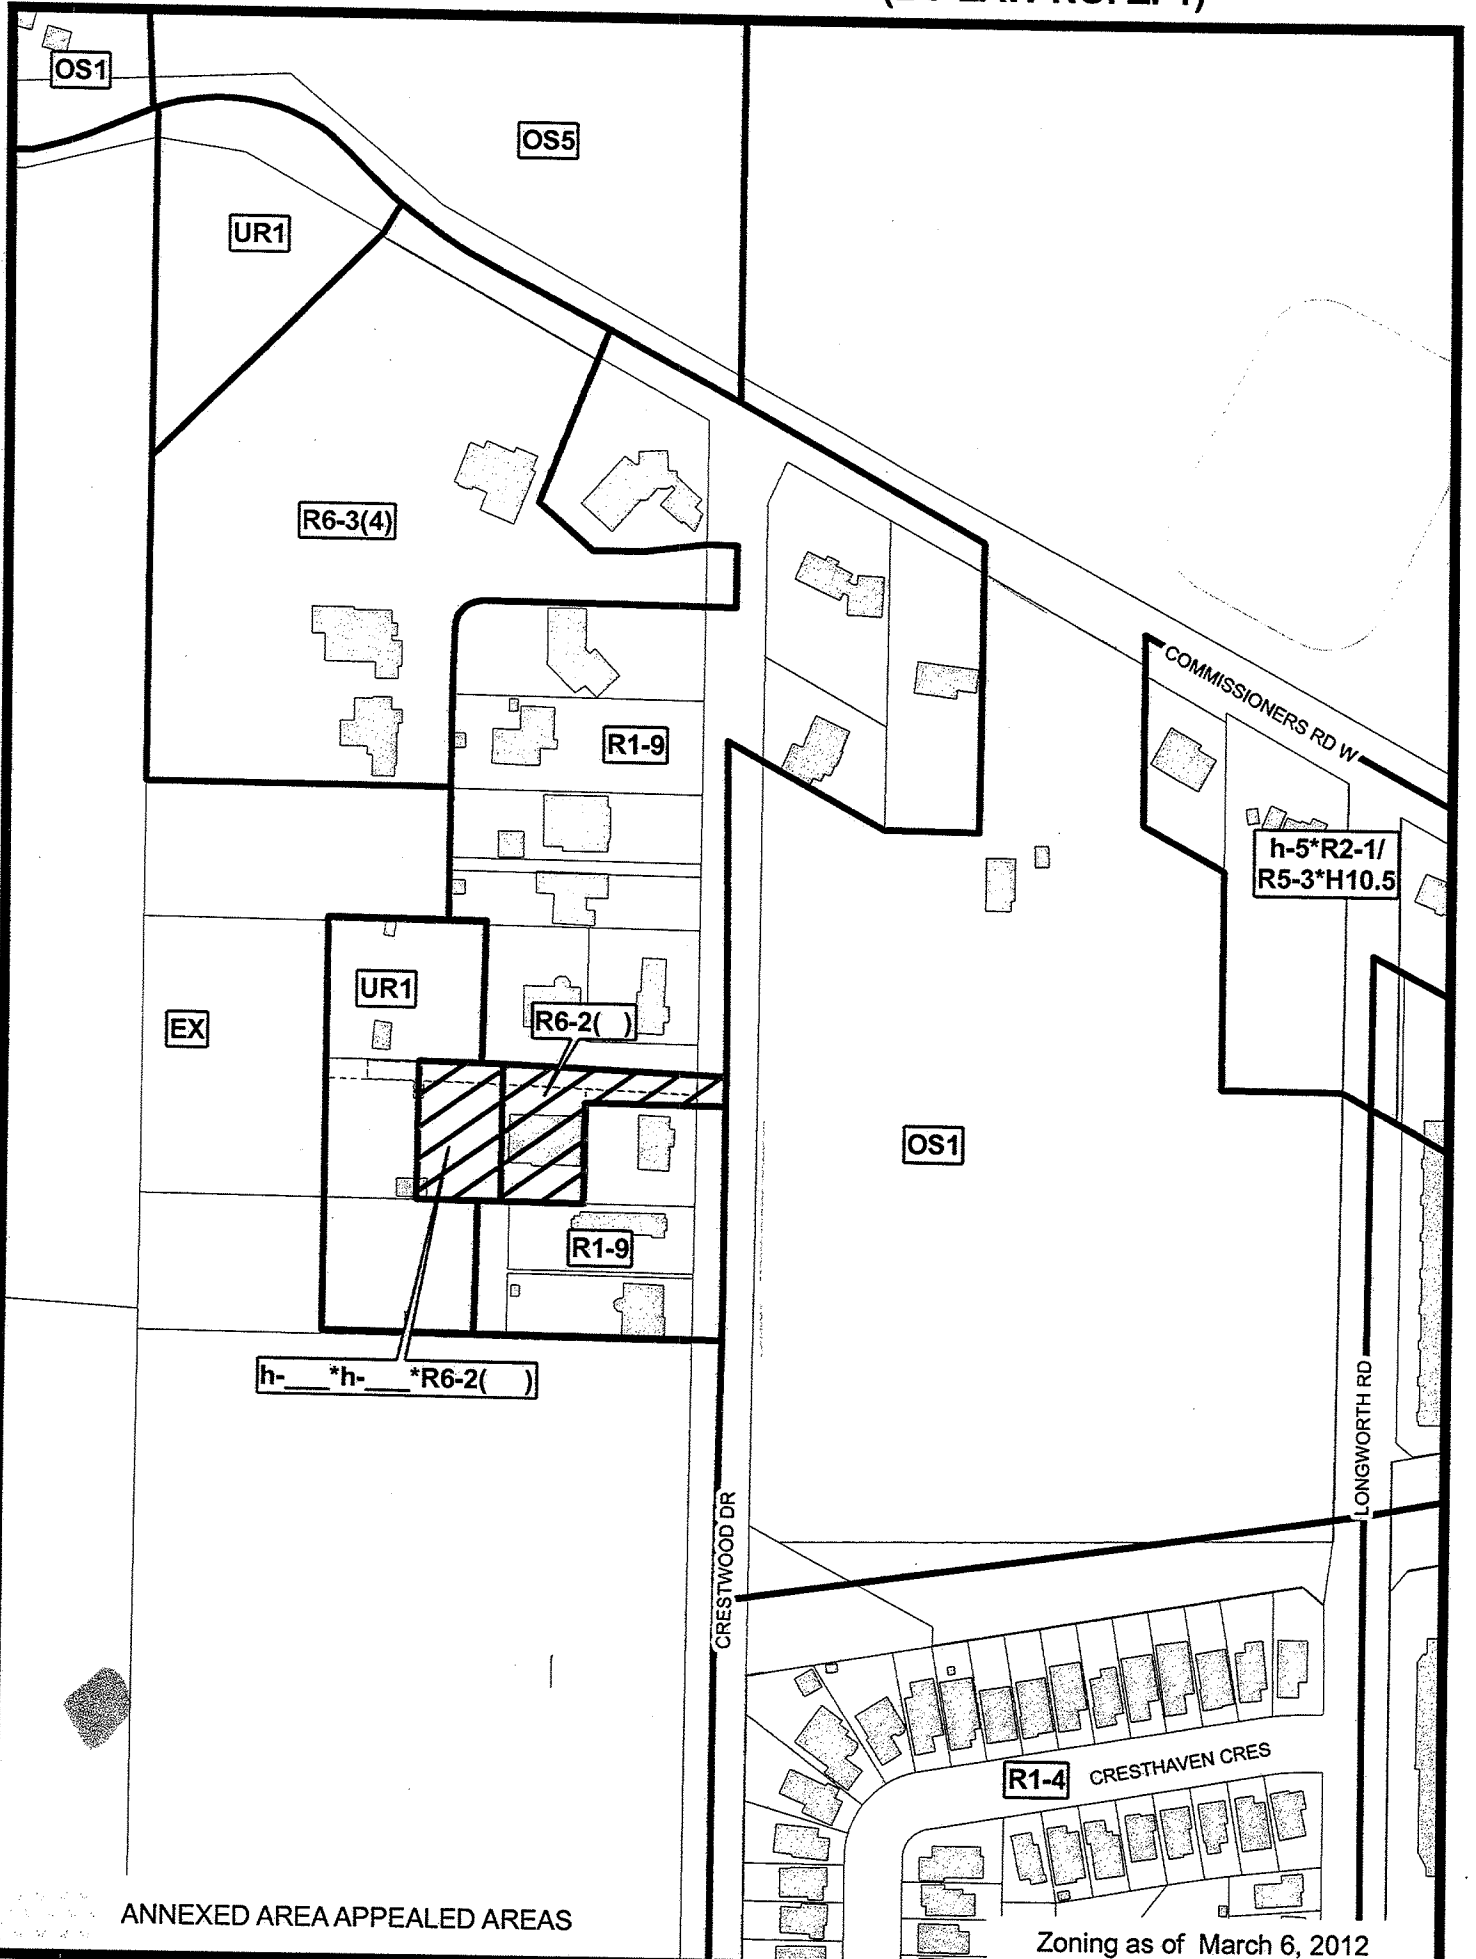 OS1
OS5
UR1
R6-3(4)
COMMISSIONERS RD W
R1-9
h-5*R2-1/
R5-3*H10.5
UR1
R6-2( )
EX
OS1
R1-9
h-___*h-___*R6-2( )
LONGWORTH RD
CRESTWOOD DR
R1-4
CRESTHAVEN CRES
ANNEXED AREA APPEALED AREAS
Zoning as of March 6, 2012